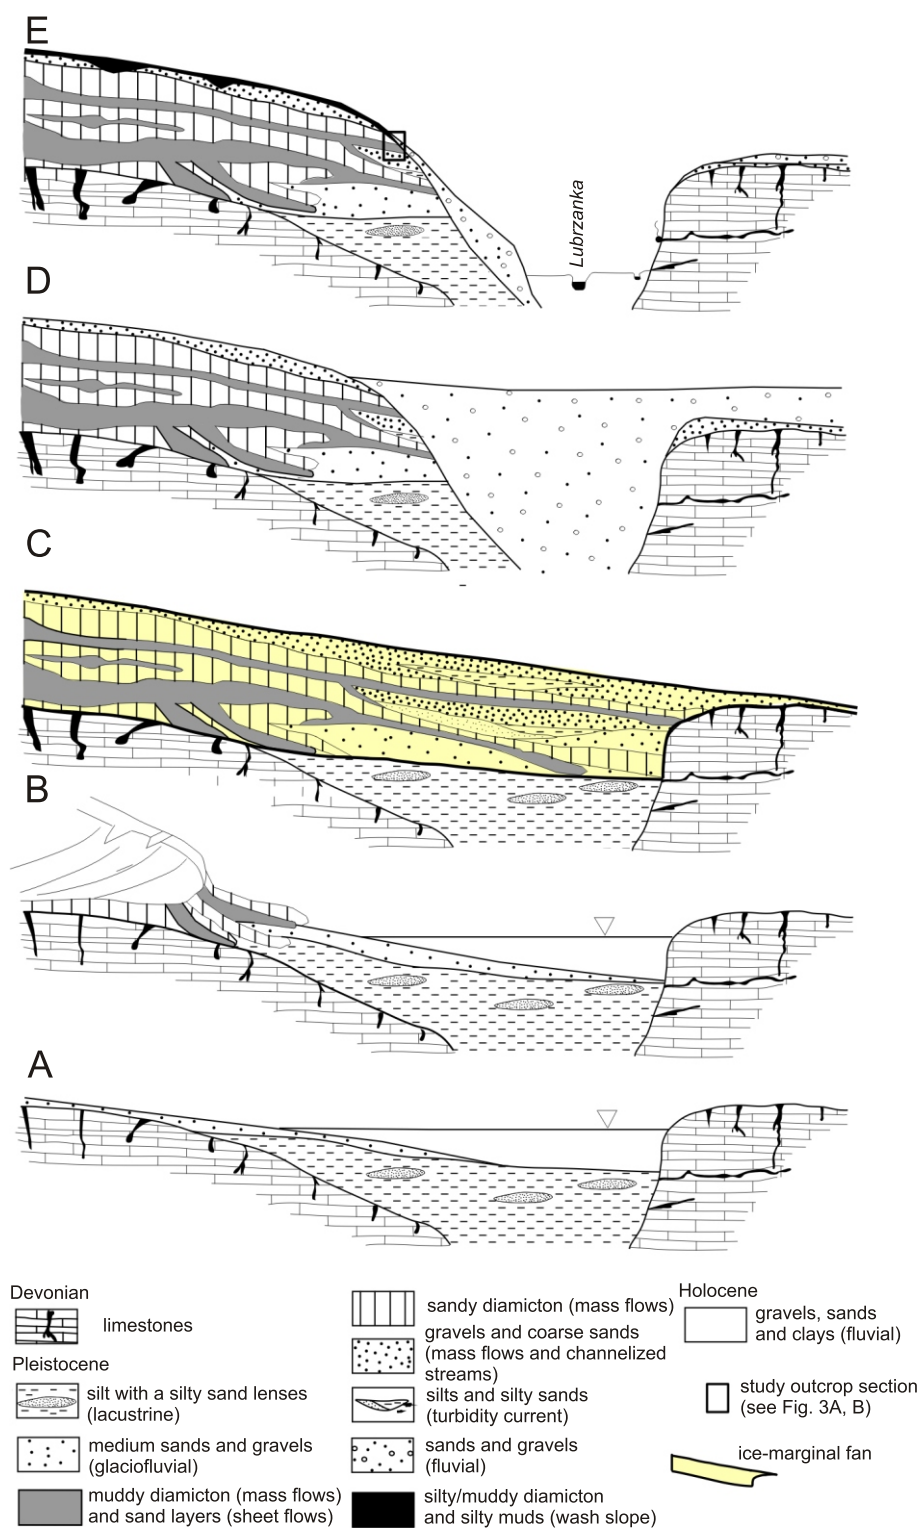 E
Lubrzanka
D
C
B
A
Devonian
limestones
Pleistocene
silt with a silty sand lenses
(lacustrine)
medium sands and gravels
(glaciofluvial)
muddy diamicton (mass flows)
and sand layers (sheet flows)
sandy diamicton (mass flows)
gravels and coarse sands
(mass flows and channelized
streams)
silts and silty sands
(turbidity current)
sands and gravels
(fluvial)
silty/muddy diamicton
and silty muds (wash slope)
Holocene
gravels, sands
and clays (fluvial)
study outcrop section
(see Fig. 3A, B)
ice-marginal fan